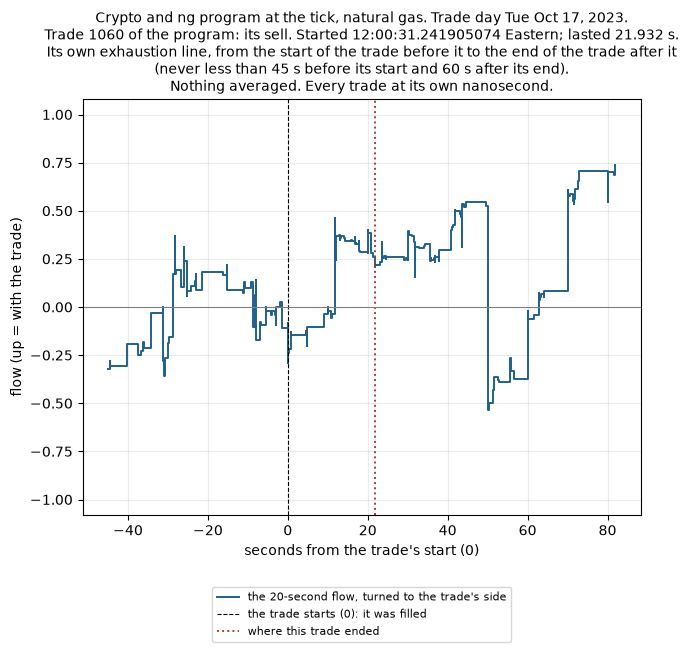 Crypto and ng program at the tick, natural gas. Trade day Tue Oct 17, 2023.
Trade 1060 of the program: its sell. Started 12:00:31.241905074 Eastern; lasted 21.932 s.
Its own exhaustion line, from the start of the trade before it to the end of the trade after it
(never less than 45 s before its start and 60 s after its end).
Nothing averaged. Every trade at its own nanosecond.
1.00
0.75
0.50
0.25
0.00
−0.25
−0.50
−0.75
−1.00
flow (up = with the trade)
−40
−20
0
20
40
60
80
seconds from the trade's start (0)
the 20-second flow, turned to the trade's side
the trade starts (0): it was filled
where this trade ended